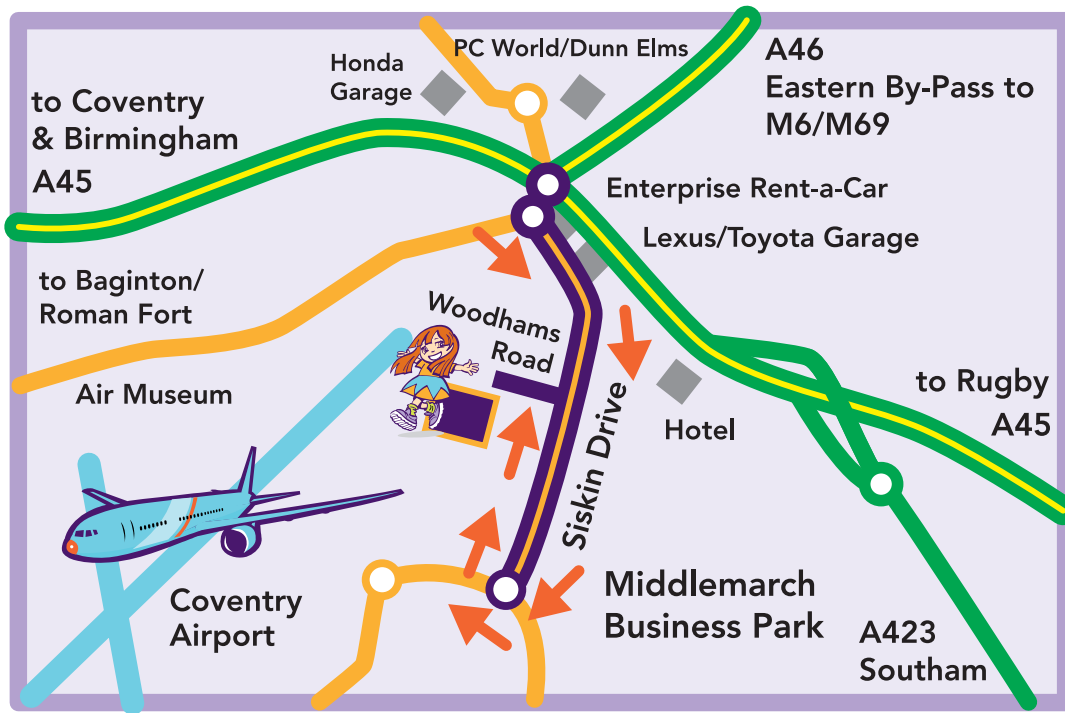 PC World/Dunn Elms
Honda
Garage
A46
Eastern By-Pass to
M6/M69
to Coventry
& Birmingham
A45
Enterprise Rent-a-Car
Lexus/Toyota Garage
to Baginton/
Roman Fort
Woodhams
Road
Air Museum
to Rugby
A45
Hotel
Siskin Drive
Coventry
Airport
Middlemarch
Business Park
A423
Southam